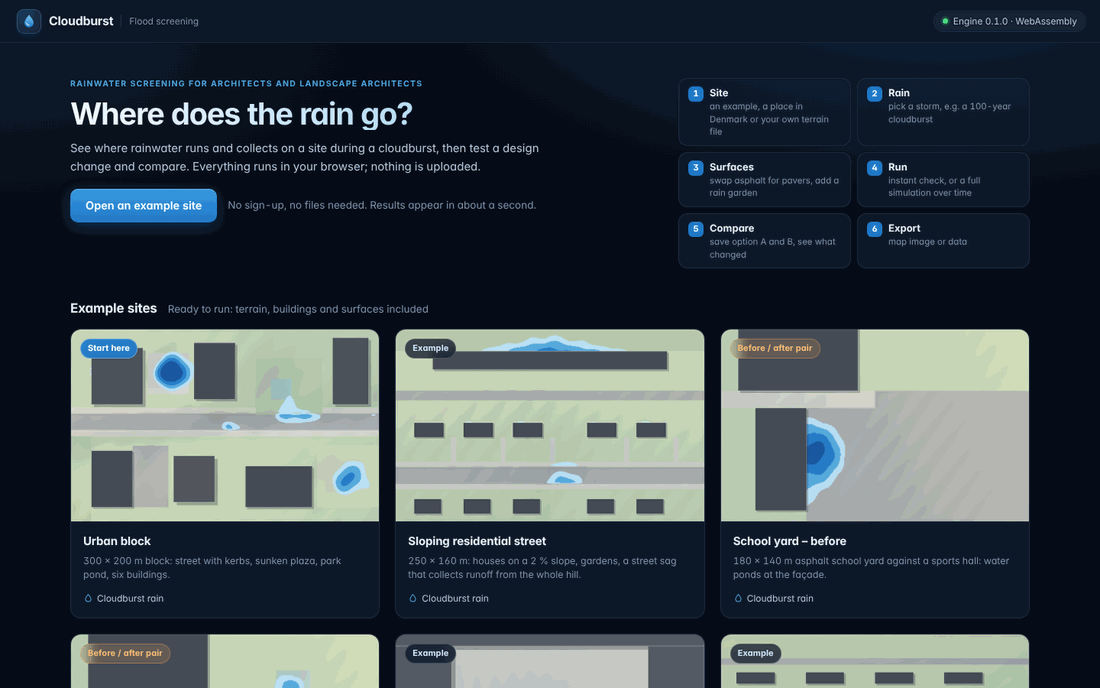 Cloudburst
Flood screening
Engine 0.1.0 · WebAssembly
RAINWATER SCREENING FOR ARCHITECTS AND LANDSCAPE ARCHITECTS
Where does the rain go?
See where rainwater runs and collects on a site during a cloudburst, then test a design
change and compare. Everything runs in your browser; nothing is uploaded.
Open an example site
No sign-up, no files needed. Results appear in about a second.
1 Site
an example, a place in
Denmark or your own terrain
file
2 Rain
pick a storm, e.g. a 100-year
cloudburst
3 Surfaces
swap asphalt for pavers, add a
rain garden
4 Run
instant check, or a full
simulation over time
5 Compare
save option A and B, see what
changed
6 Export
map image or data
Example sites
Ready to run: terrain, buildings and surfaces included
Start here
Urban block
300 × 200 m block: street with kerbs, sunken plaza, park
pond, six buildings.
Cloudburst rain
Example
Sloping residential street
250 × 160 m: houses on a 2 % slope, gardens, a street sag
that collects runoff from the whole hill.
Cloudburst rain
Before / after pair
School yard – before
180 × 140 m asphalt school yard against a sports hall: water
ponds at the façade.
Cloudburst rain
Before / after pair
Example
Example